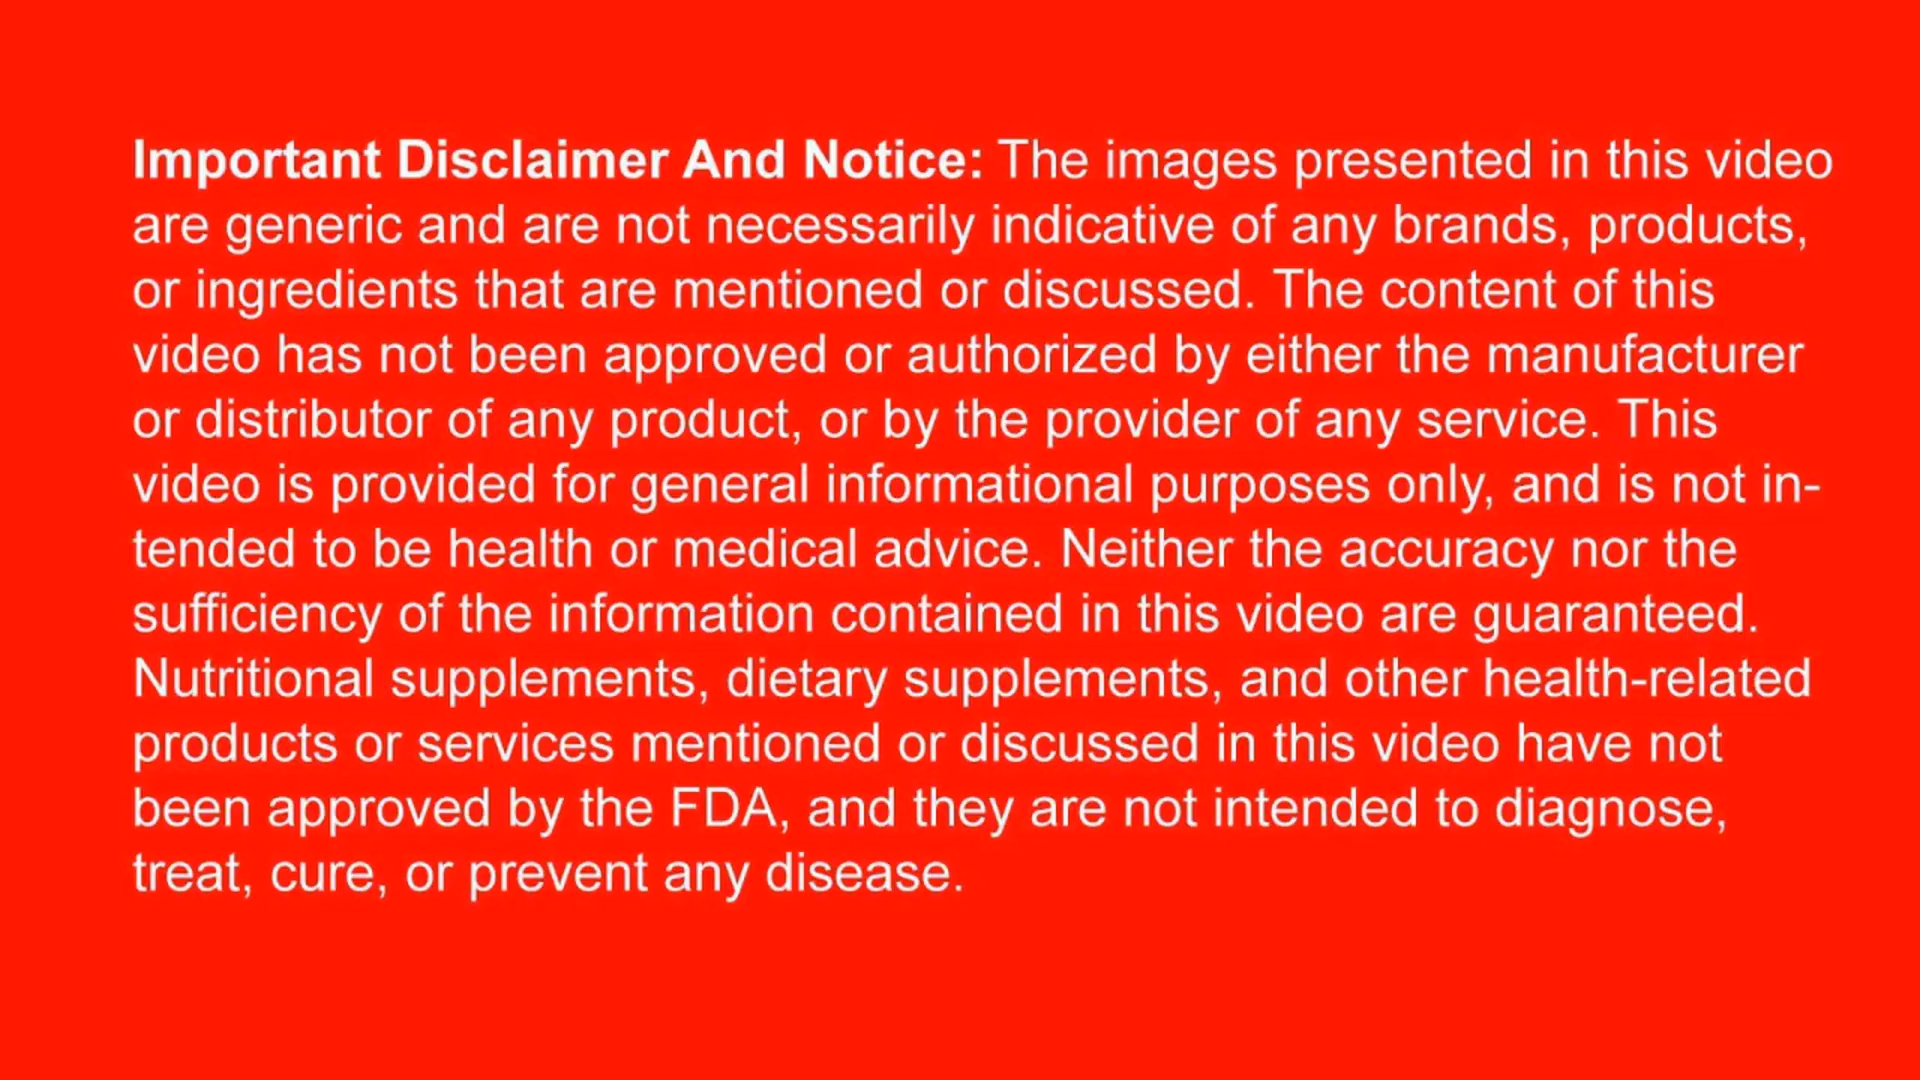 Important Disclaimer And Notice: The images presented in this video
are generic and are not necessarily indicative of any brands, products,
or ingredients that are mentioned or discussed. The content of this
video has not been approved or authorized by either the manufacturer
or distributor of any product, or by the provider of any service. This
video is provided for general informational purposes only, and is not in-
tended to be health or medical advice. Neither the accuracy nor the
sufficiency of the information contained in this video are guaranteed.
Nutritional supplements, dietary supplements, and other health-related
products or services mentioned or discussed in this video have not
been approved by the FDA, and they are not intended to diagnose,
treat, cure, or prevent any disease.